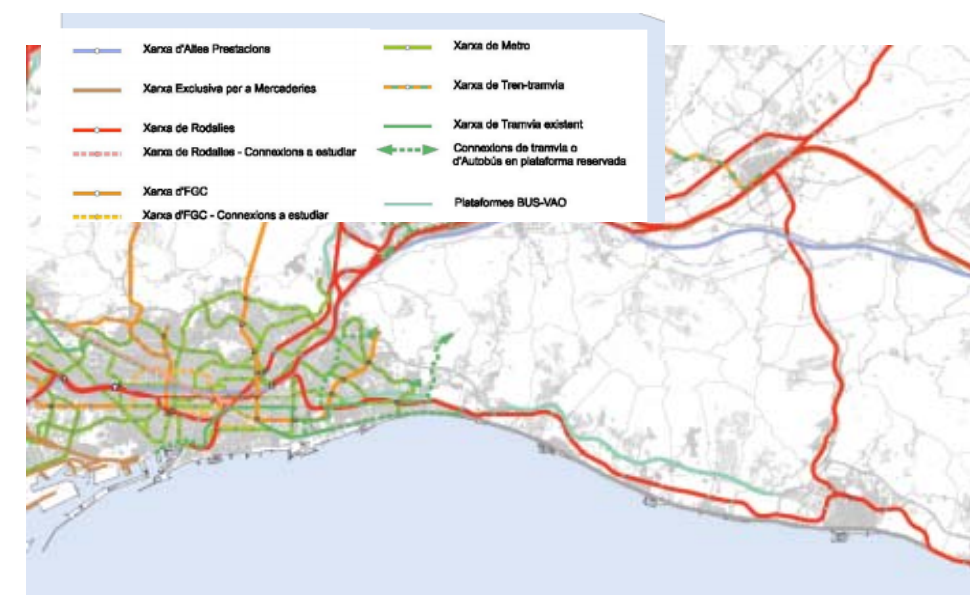 Xarxa d'Altes Prestacions
Xarxa Exclusiva per a Mercaderies
Xarxa de Rodalies
Xarxa de Rodalies - Connexions a estudiar
Xarxa d'FGC
Xarxa d'FGC - Connexions a estudiar
Xarxa de Metro
Xarxa de Tren-tramvia
Xarxa de Tramvia existent
Connexions de tramvia o
d'Autobús en plataforma reservada
Plataformes BUS-VAO